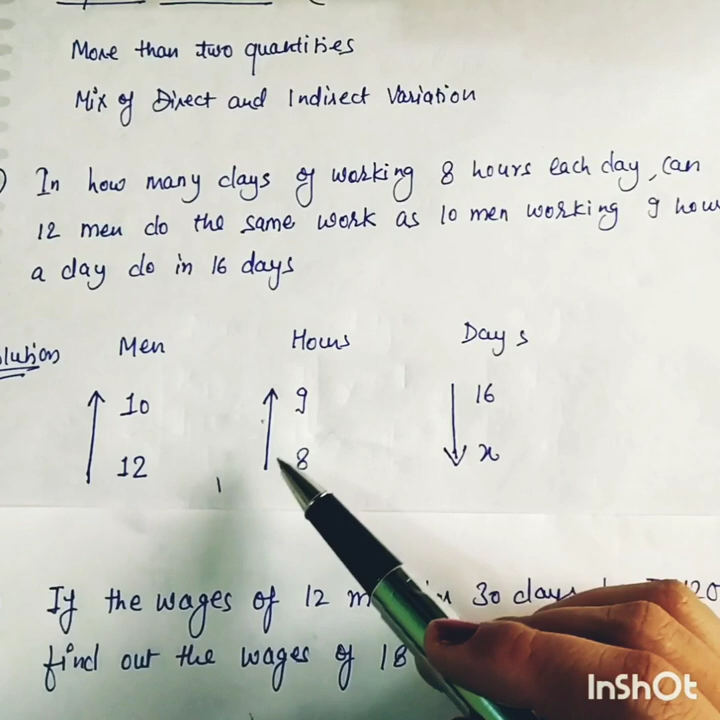 More than two quantities
Mix of Direct and Indirect Variation
In how many days of working 8 hours each day, can
12 men do the same work as 10 men working 9
a day do in 16 days
Men Hours Days
10 9 16
12 8 x
If the wages of 12 30
find out the wages of 18
InShOt